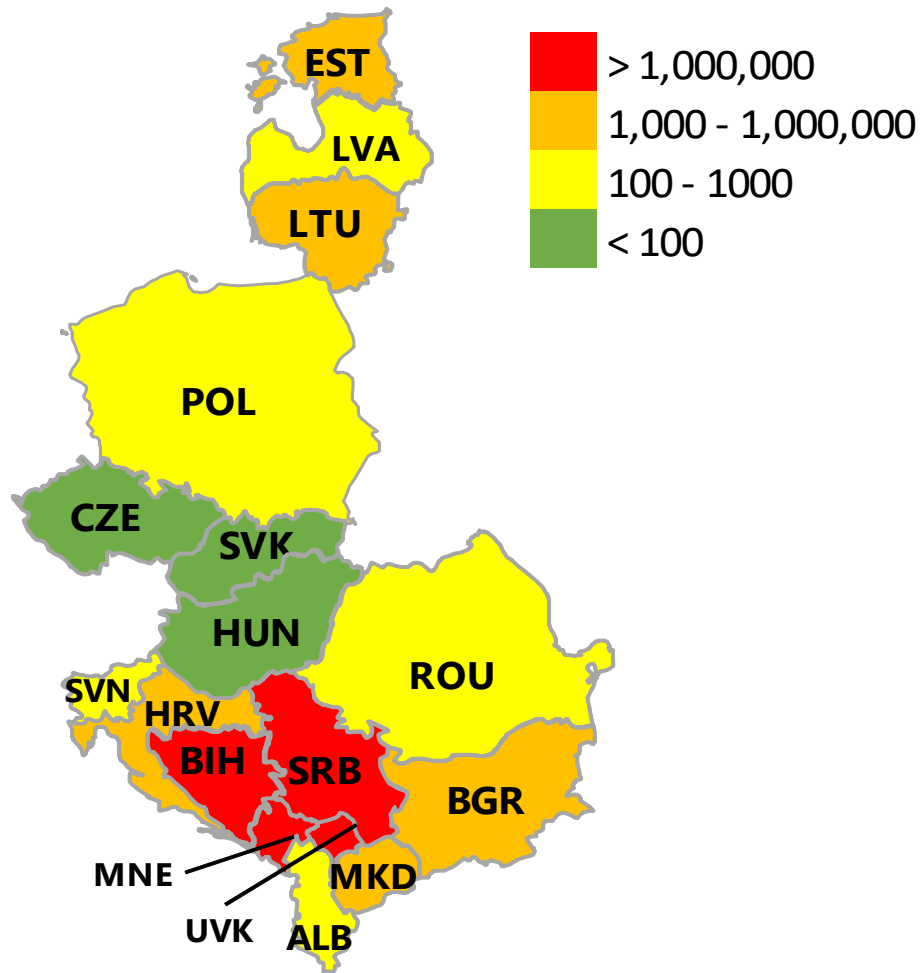 EST
> 1,000,000
1,000 - 1,000,000
LVA
100 - 1000
LTU
< 100
POL
CZE
SVK
HUN
ROU
SVN
HRV
BIH
SRB
BGR
MNE
MKD
UVK
ALB